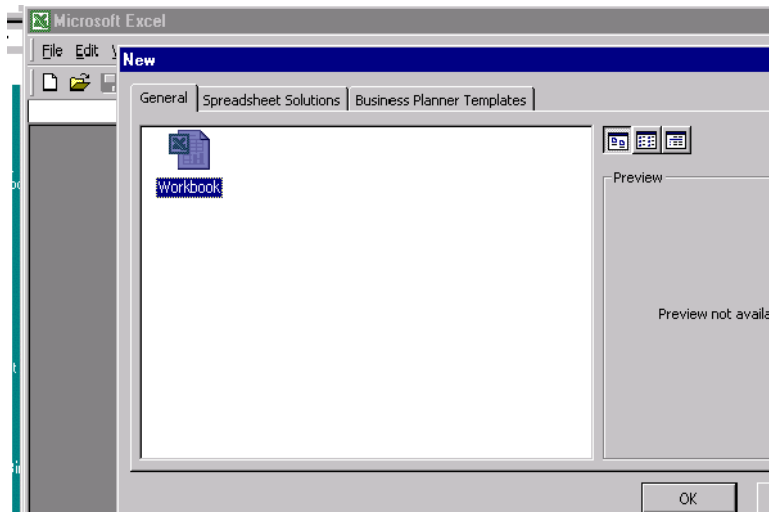 Microsoft Excel
File Edit
New
General Spreadsheet Solutions Business Planner Templates
Workbook
Preview
Preview not availa
OK